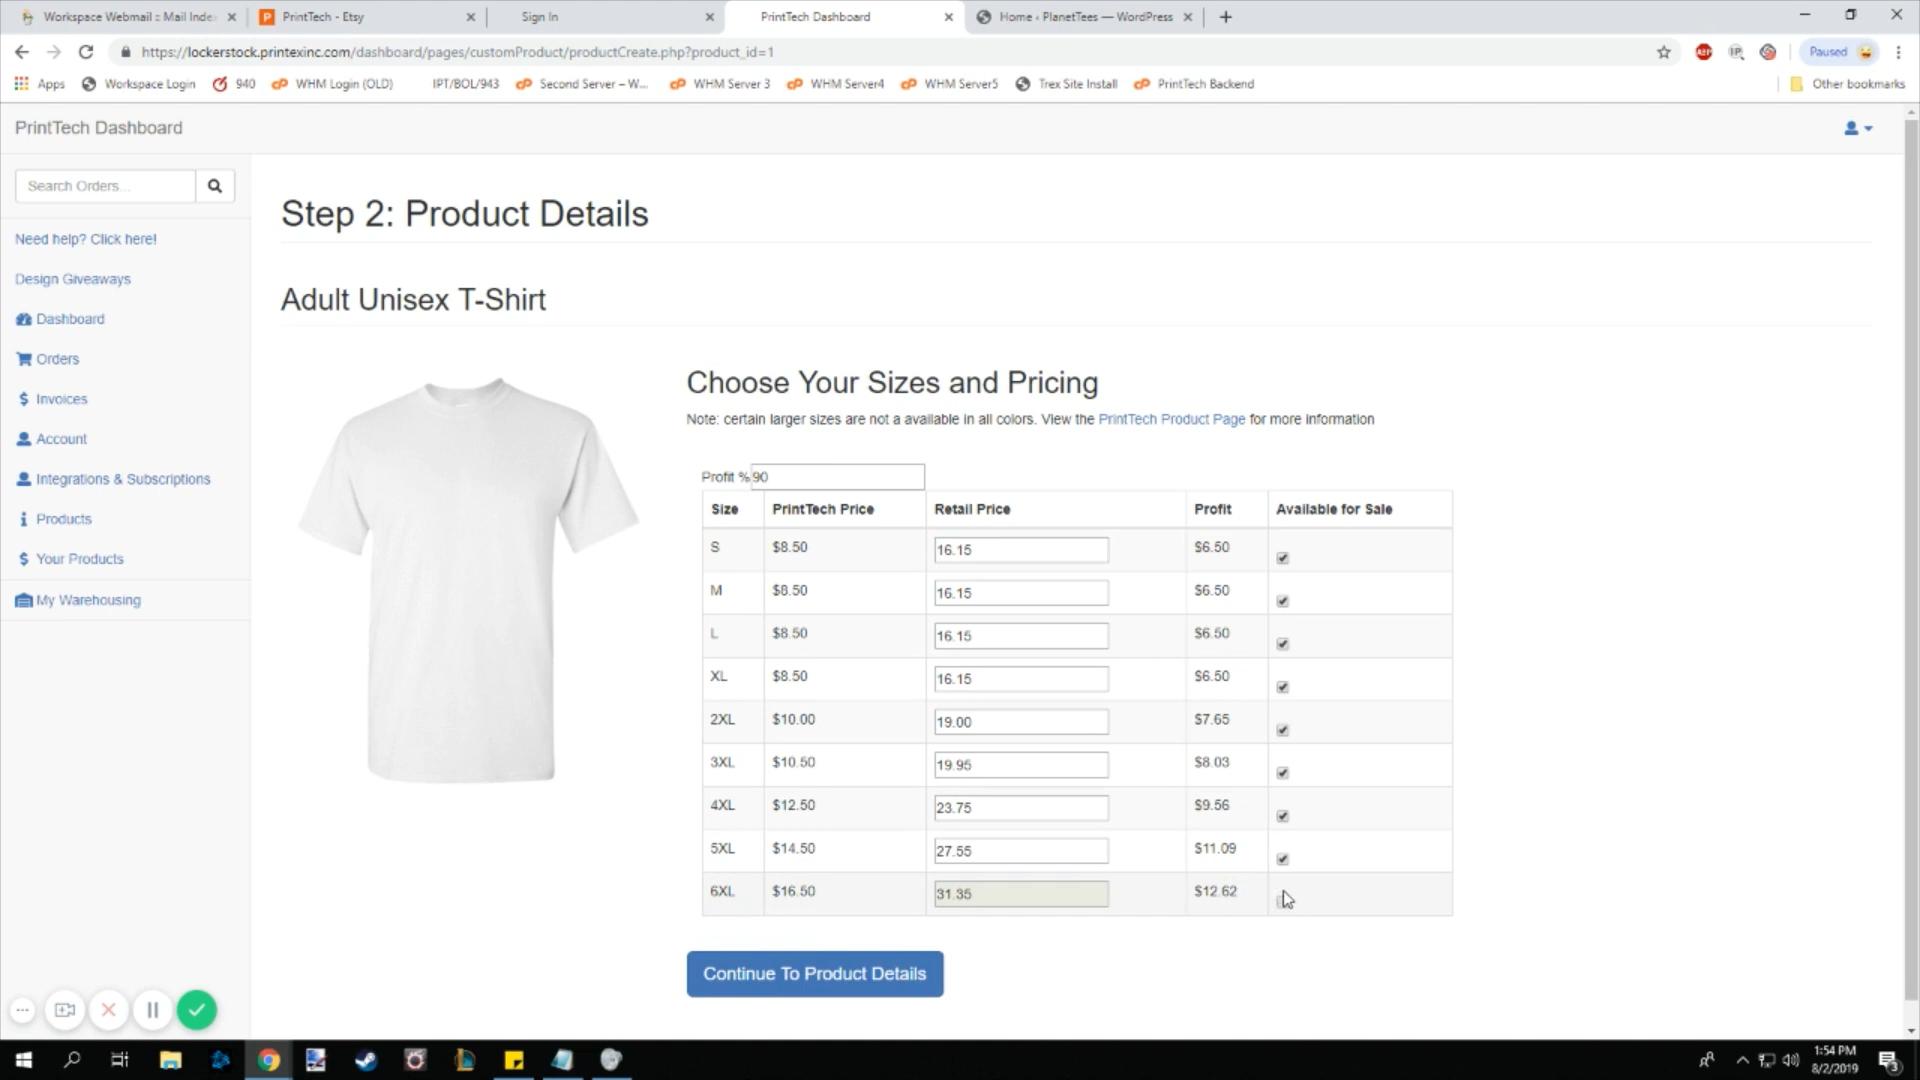 Workspace Webmail :: Mail Index
PrintTech - Etsy
Sign In
PrintTech Dashboard
Home ‹ PlanetTees — WordPress
https://lockerstock.printexinc.com/dashboard/pages/customProduct/productCreate.php?product_id=1
ABP
IP
Paused
Apps
Workspace Login
940
WHM Login (OLD)
IPT/BOL/943
Second Server – W...
WHM Server 3
WHM Server4
WHM Server5
Trex Site Install
PrintTech Backend
Other bookmarks
PrintTech Dashboard
Search Orders...
Need help? Click here!
Design Giveaways
Dashboard
Orders
Invoices
Account
Integrations & Subscriptions
Products
Your Products
My Warehousing
Step 2: Product Details
Adult Unisex T-Shirt
Choose Your Sizes and Pricing
Note: certain larger sizes are not a available in all colors. View the PrintTech Product Page for more information
Profit % 90
Size PrintTech Price Retail Price Profit Available for Sale
S $8.50 16.15 $6.50
M $8.50 16.15 $6.50
L $8.50 16.15 $6.50
XL $8.50 16.15 $6.50
2XL $10.00 19.00 $7.65
3XL $10.50 19.95 $8.03
4XL $12.50 23.75 $9.56
5XL $14.50 27.55 $11.09
6XL $16.50 31.35 $12.62
Continue To Product Details
1:54 PM
8/2/2019
3